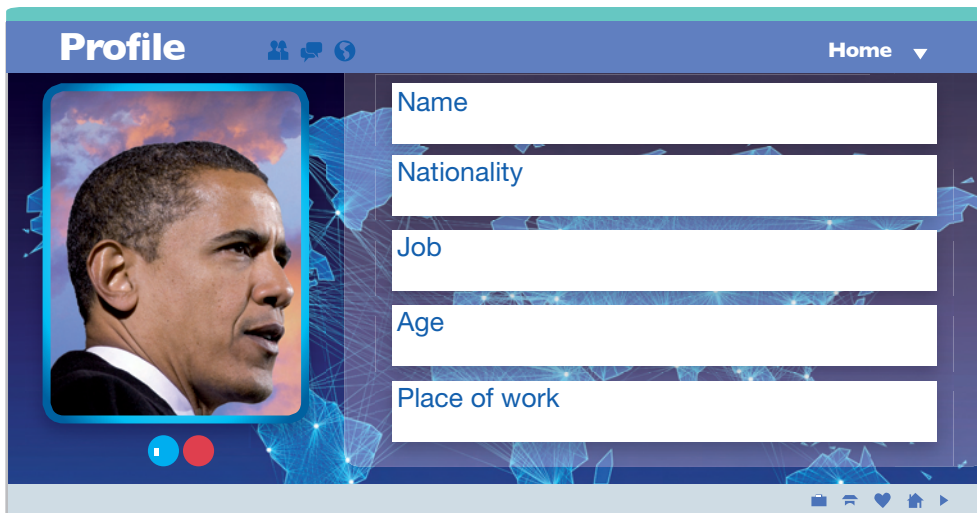 Profile
Home
Name
Nationality
Job
Age
Place of work